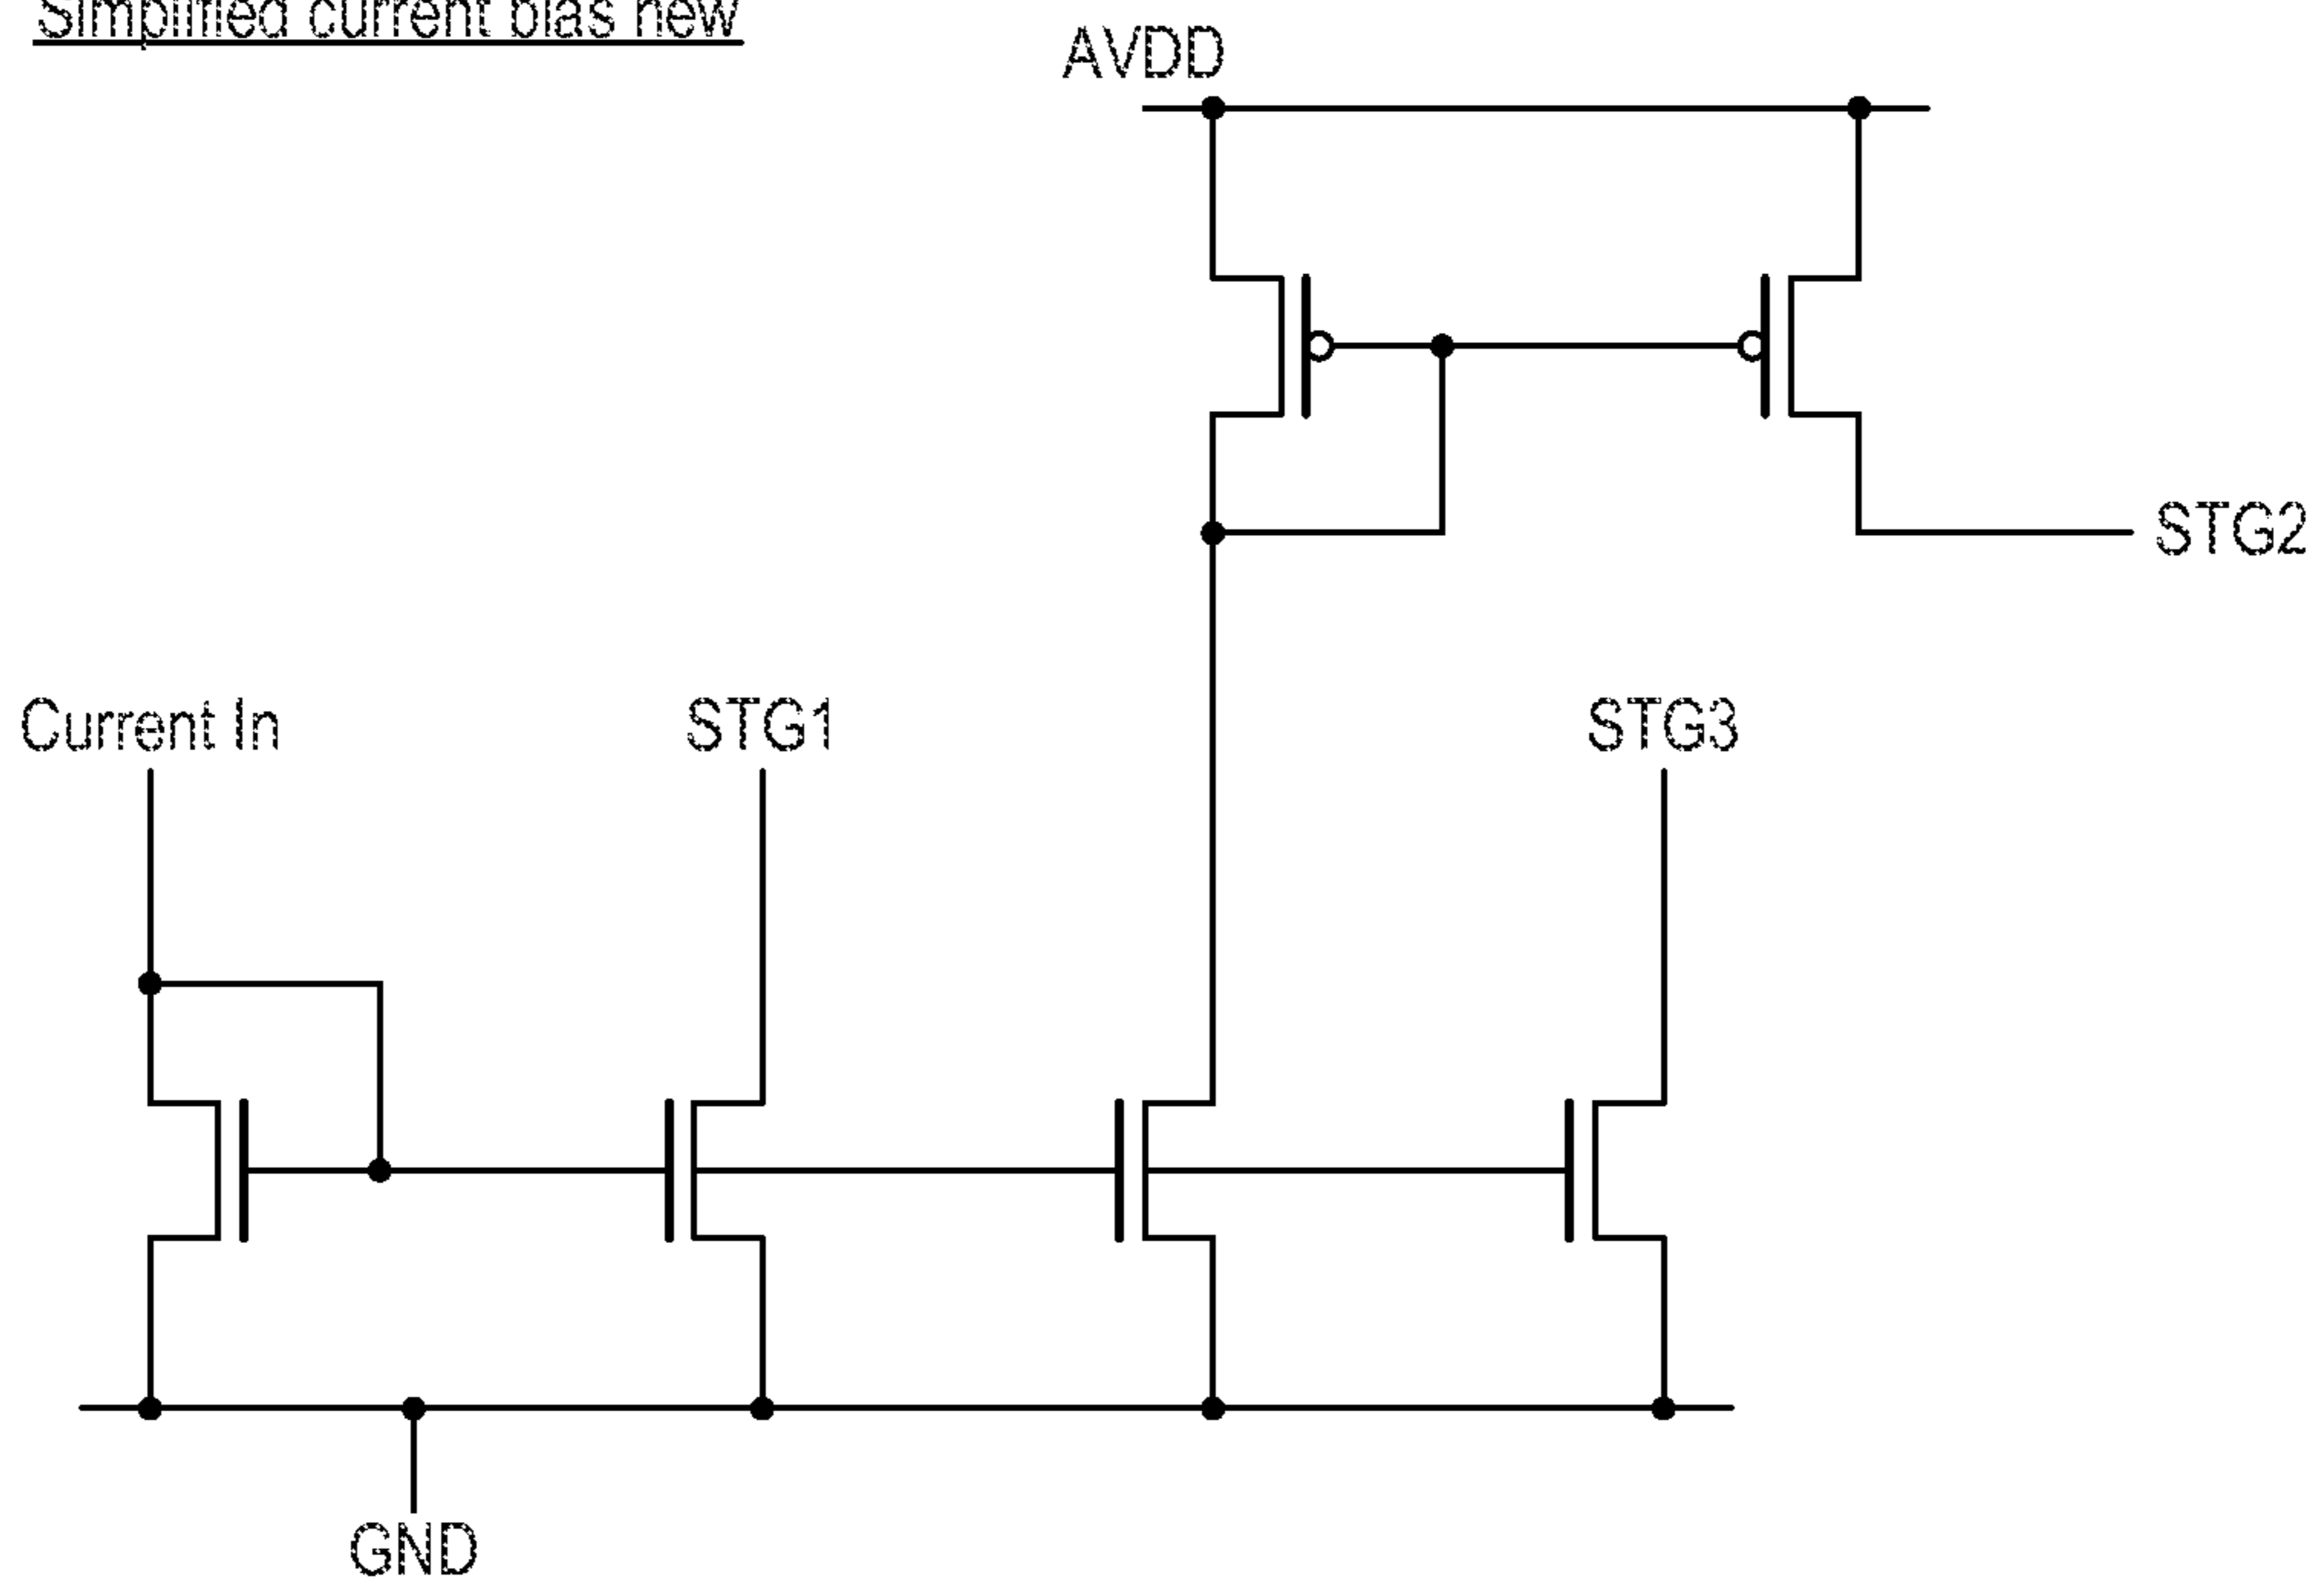 Simplified current bias new
AVDD
STG2
Current In
STG1
STG3
GND